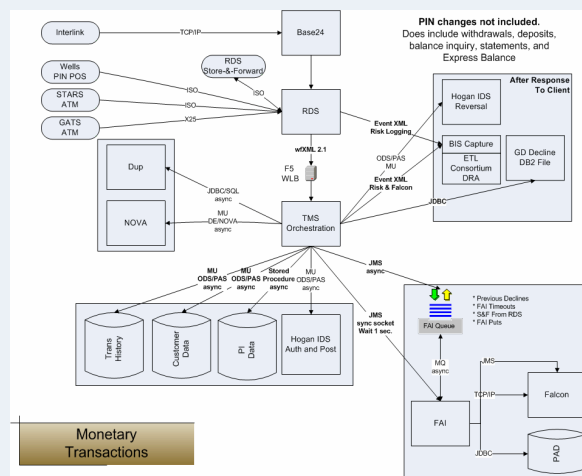 PIN changes not included.
Does include withdrawals, deposits,
balance inquiry, statements, and
Express Balance
Interlink
TCP/IP
Base24
RDS
Store-&-Forward
Wells
PIN POS
STARS
ATM
GATS
ATM
ISO
ISO
ISO
X25
RDS
After Response
To Client
Hogan IDS
Reversal
BIS Capture
ETL
Consortium
DRA
GD Decline
DB2 File
Event XML
Risk Logging
wfXML 2.1
F5
WLB
ODS/PAS
MU
Event XML
Risk & Falcon
JDBC
Dup
NOVA
JDBC/SQL
async
MU
DE/NOVA
async
TMS
Orchestration
MU
ODS/PAS
async
MU
ODS/PAS
async
Stored
Procedure
async
MU
ODS/PAS
async
JMS
async
Trans
History
Customer
Data
PI
Data
Hogan IDS
Auth and Post
JMS
sync socket
Wait 1 sec.
FAI Queue
* Previous Declines
* FAI Timeouts
* S&F From RDS
* FAI Puts
MQ
async
JMS
TCP/IP
JDBC
FAI
Falcon
PAD
Monetary
Transactions